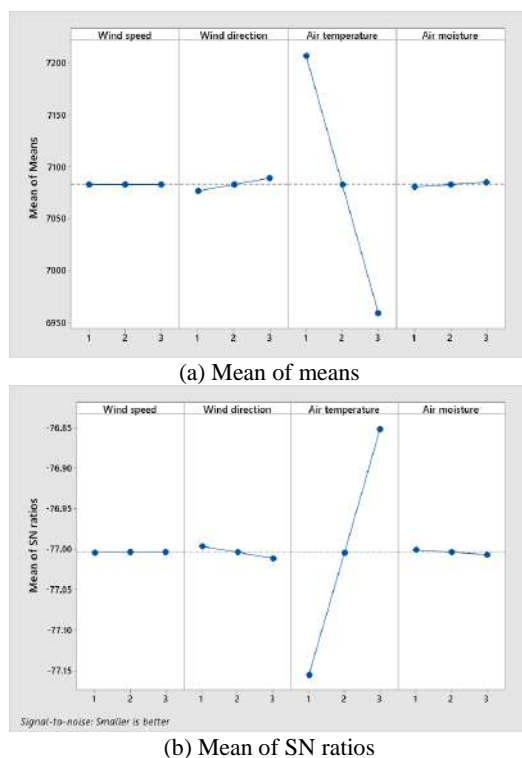 Wind speed Wind direction Air temperature Air moisture
7200
7150
7100
7050
7000
6950
Mean of Means
1 2 3 1 2 3 1 2 3 1 2 3
(a) Mean of means
Wind speed Wind direction Air temperature Air moisture
-76.85
-76.90
-76.95
-77.00
-77.05
-77.10
-77.15
Mean of SN ratios
1 2 3 1 2 3 1 2 3 1 2 3
Signal-to-noise: Smaller is better
(b) Mean of SN ratios